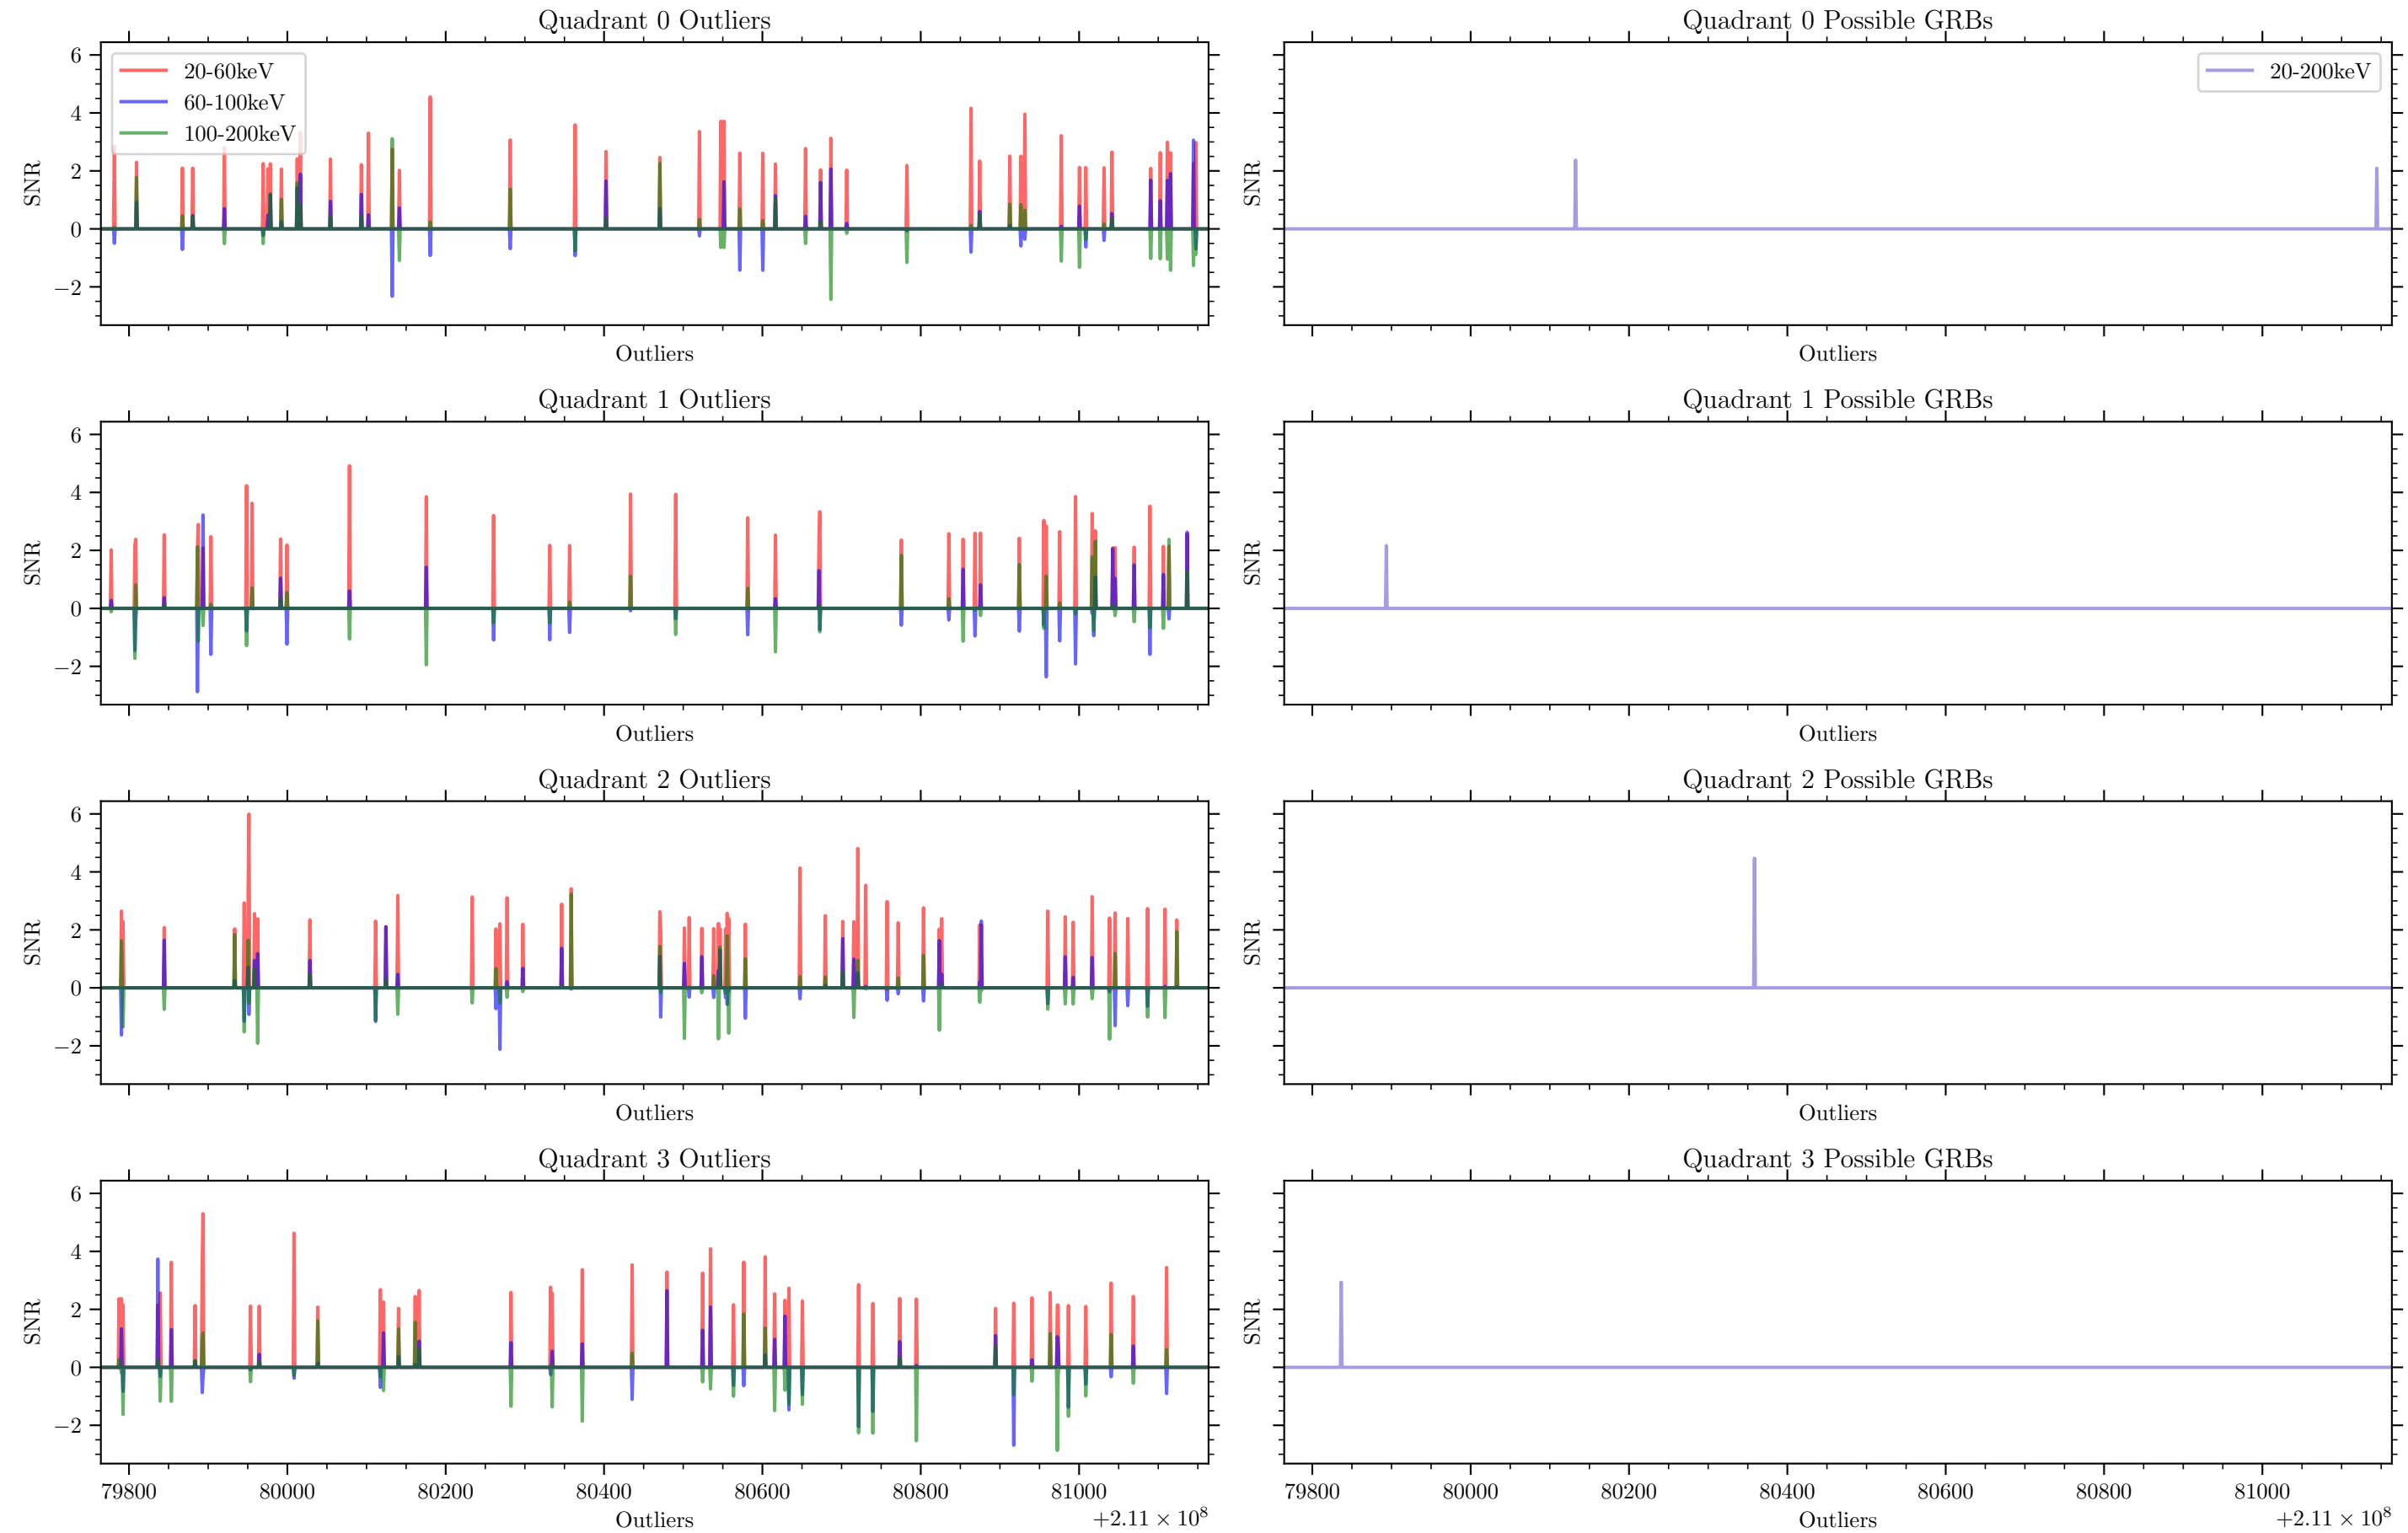 Quadrant 0 Outliers
Quadrant 0 Possible GRBs
20-60keV
60-100keV
100-200keV
20-200keV
SNR
6
4
2
0
−2
SNR
Outliers
Outliers
Quadrant 1 Outliers
Quadrant 1 Possible GRBs
SNR
6
4
2
0
−2
SNR
Outliers
Outliers
Quadrant 2 Outliers
Quadrant 2 Possible GRBs
SNR
6
4
2
0
−2
SNR
Outliers
Outliers
Quadrant 3 Outliers
Quadrant 3 Possible GRBs
SNR
6
4
2
0
−2
SNR
79800 80000 80200 80400 80600 80800 81000
Outliers
+2.11 × 10⁸
79800 80000 80200 80400 80600 80800 81000
Outliers
+2.11 × 10⁸